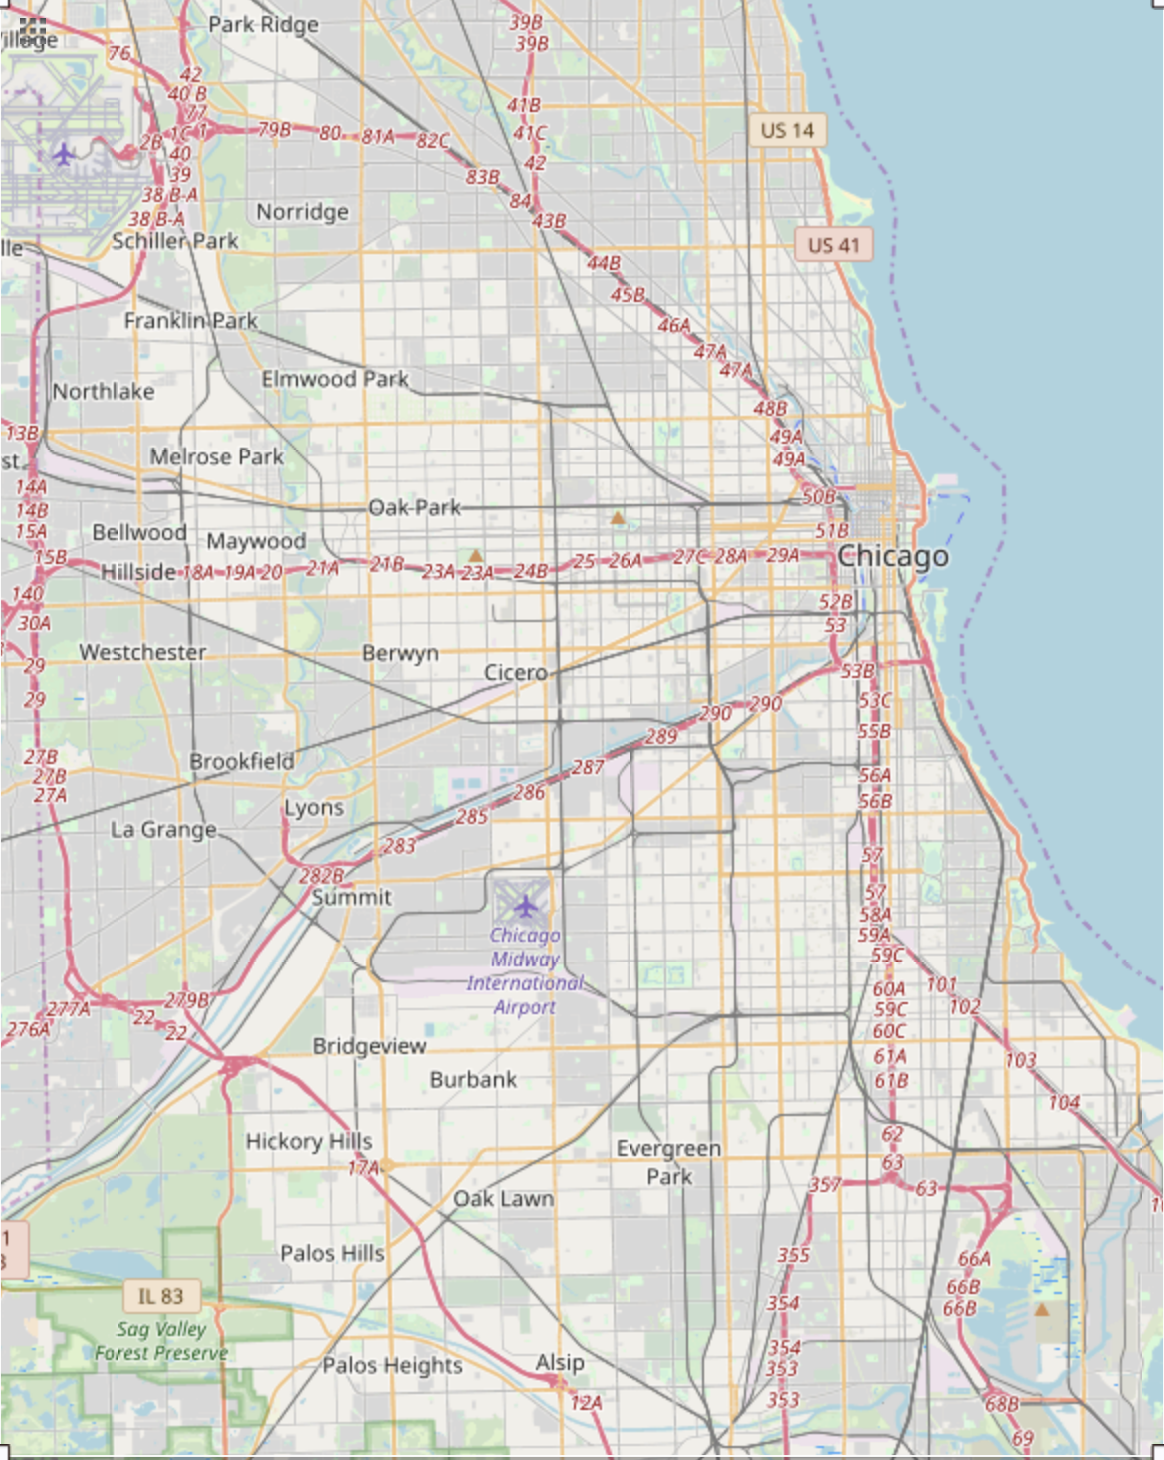 Park Ridge
39B
39B
76
42
40 B
77
1C 1
2B
40
39
38 B-A
38 B-A
79B
80
81A
82C
83B
84
41B
41C
42
43B
US 14
US 41
Norridge
Schiller Park
44B
45B
46A
47A
47A
48B
49A
49A
50B
51B
Franklin Park
Elmwood Park
Northlake
13B
Melrose Park
14A
14B
15A
15B
Oak Park
Bellwood
Maywood
Chicago
Hillside
18A
19A
20
21A
21B
23A
23A
24B
25
26A
27C
28A
29A
140
30A
29
29
52B
53
53B
53C
55B
56A
56B
57
57
58A
59A
59C
Westchester
Berwyn
Cicero
290
290
289
287
286
285
283
282B
27B
27B
27A
Brookfield
Lyons
La Grange
Summit
Chicago
Midway
International
Airport
60A
59C
60C
61A
61B
62
63
63
101
102
103
104
276A
277A
22
22
279B
Bridgeview
Burbank
Hickory Hills
17A
Evergreen
Park
Oak Lawn
Palos Hills
357
355
354
354
353
353
66A
66B
66B
68B
69
IL 83
Sag Valley
Forest Preserve
Palos Heights
Alsip
12A